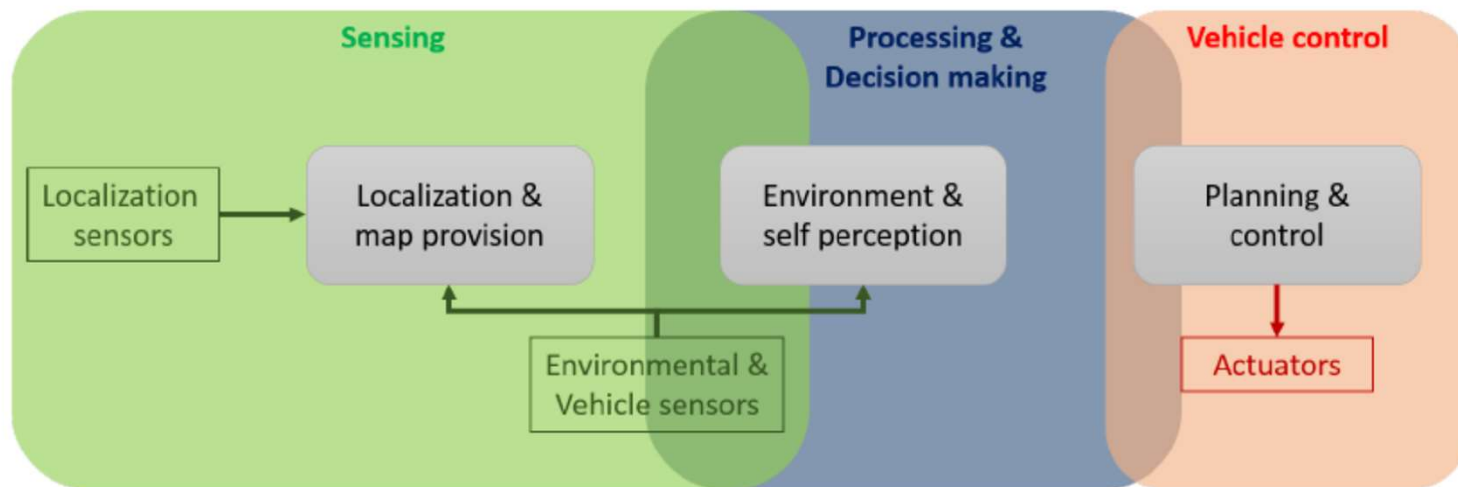 Sensing
Processing &
Decision making
Vehicle control
Localization
sensors
Localization &
map provision
Environment &
self perception
Planning &
control
Environmental &
Vehicle sensors
Actuators